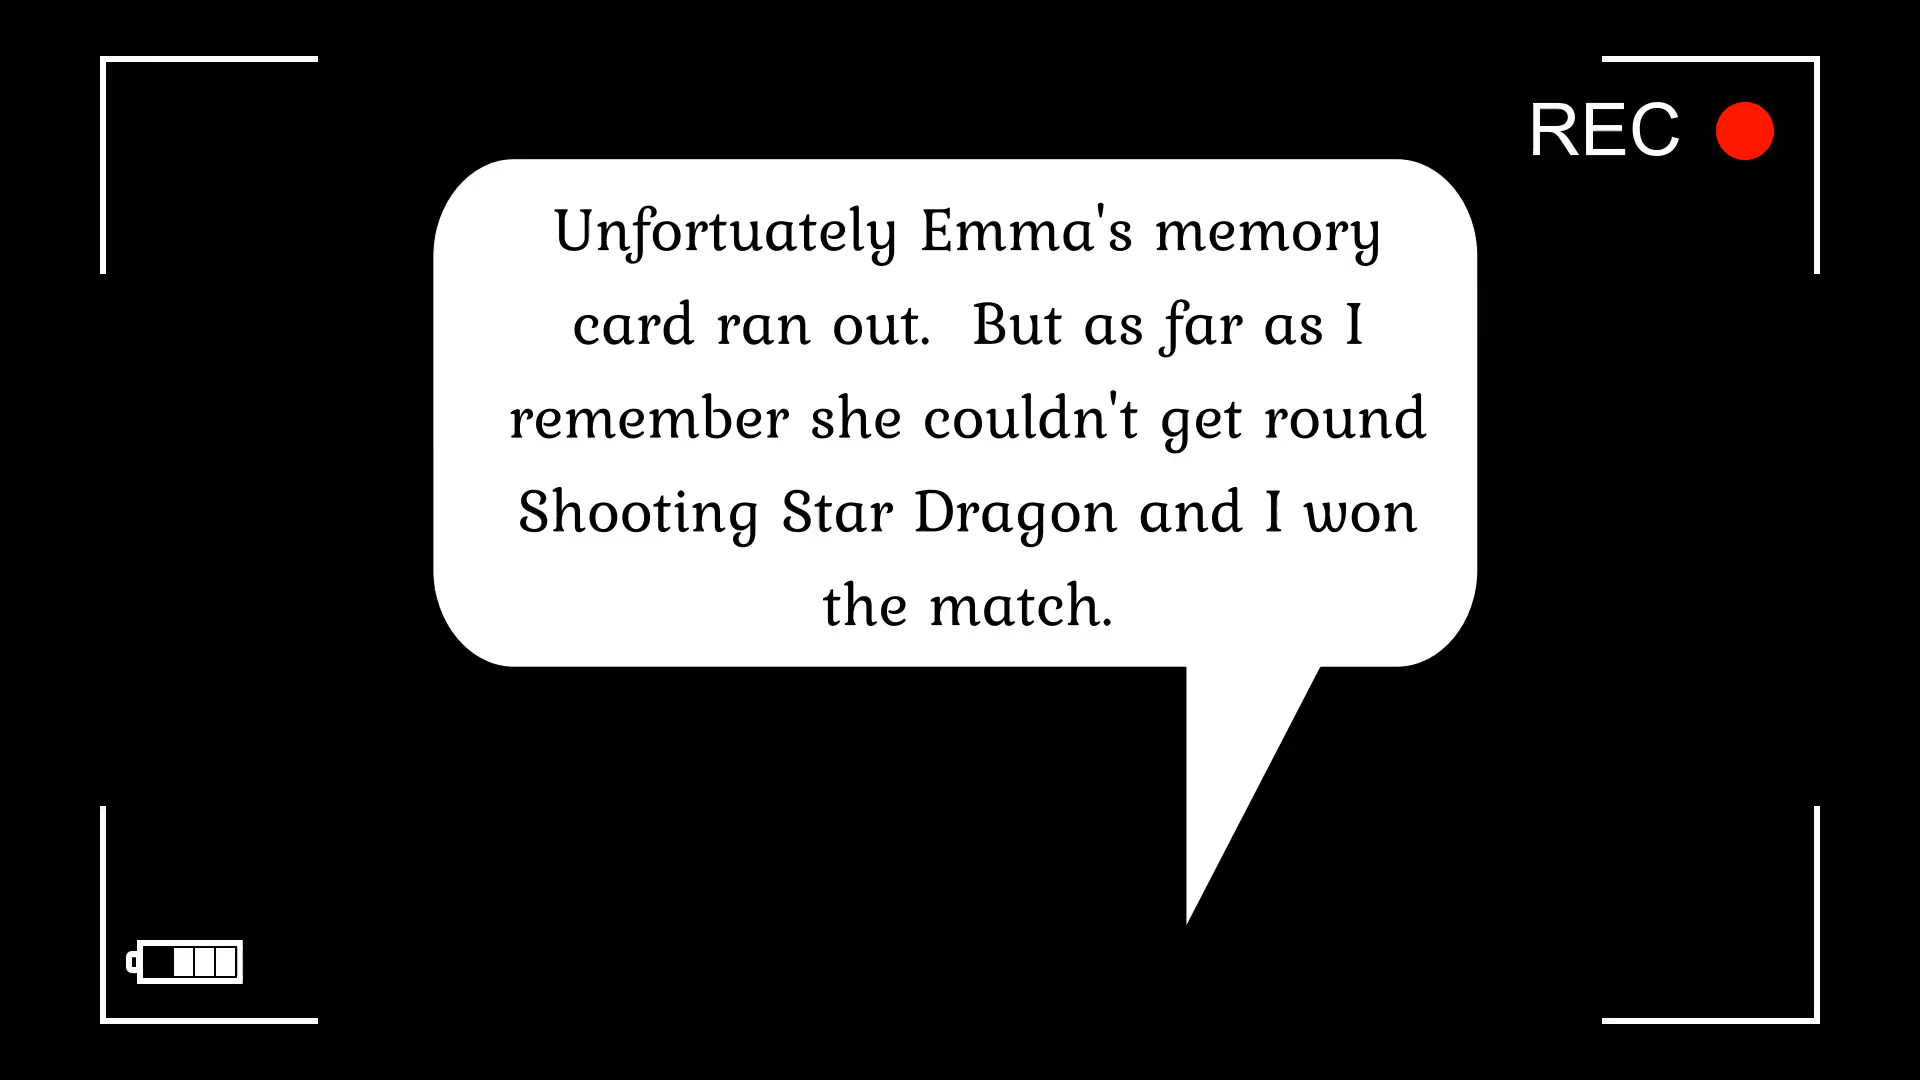 REC
Unfortuately Emma's memory
card ran out.  But as far as I
remember she couldn't get round
Shooting Star Dragon and I won
the match.